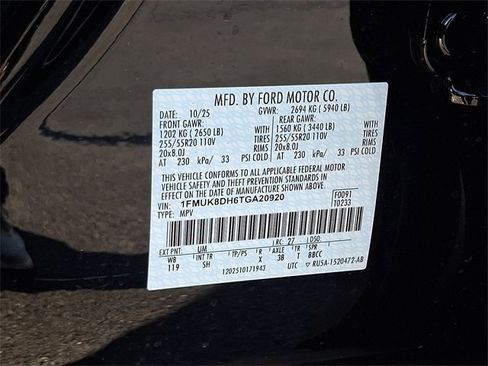 MFD. BY FORD MOTOR CO.
DATE: 10/25 GVWR: 2694 KG ( 5940 LB)
FRONT GAWR: REAR GAWR:
1202 KG ( 2650 LB) WITH 1560 KG ( 3440 LB) WITH
255/55R20 110V TIRES 255/55R20 110V TIRES
20x8.0J RIMS 20x8.0J RIMS
AT 230 kPa/ 33 PSI COLD AT 230 kPa/ 33 PSI COLD
THIS VEHICLE CONFORMS TO ALL APPLICABLE FEDERAL MOTOR
VEHICLE SAFETY AND THEFT PREVENTION STANDARDS IN
EFFECT ON THE DATE OF MANUFACTURE SHOWN ABOVE.
VIN: 1FMUK8DH6TGA20920 F0091
TYPE: MPV T0233
EXT PNT: UM RC: 27 DSO:
WB INT TR TP/PS R AXLE TR SPR
119 SH X 3B T BBCC
1202510171943 UTC RU5A-1520472-AB